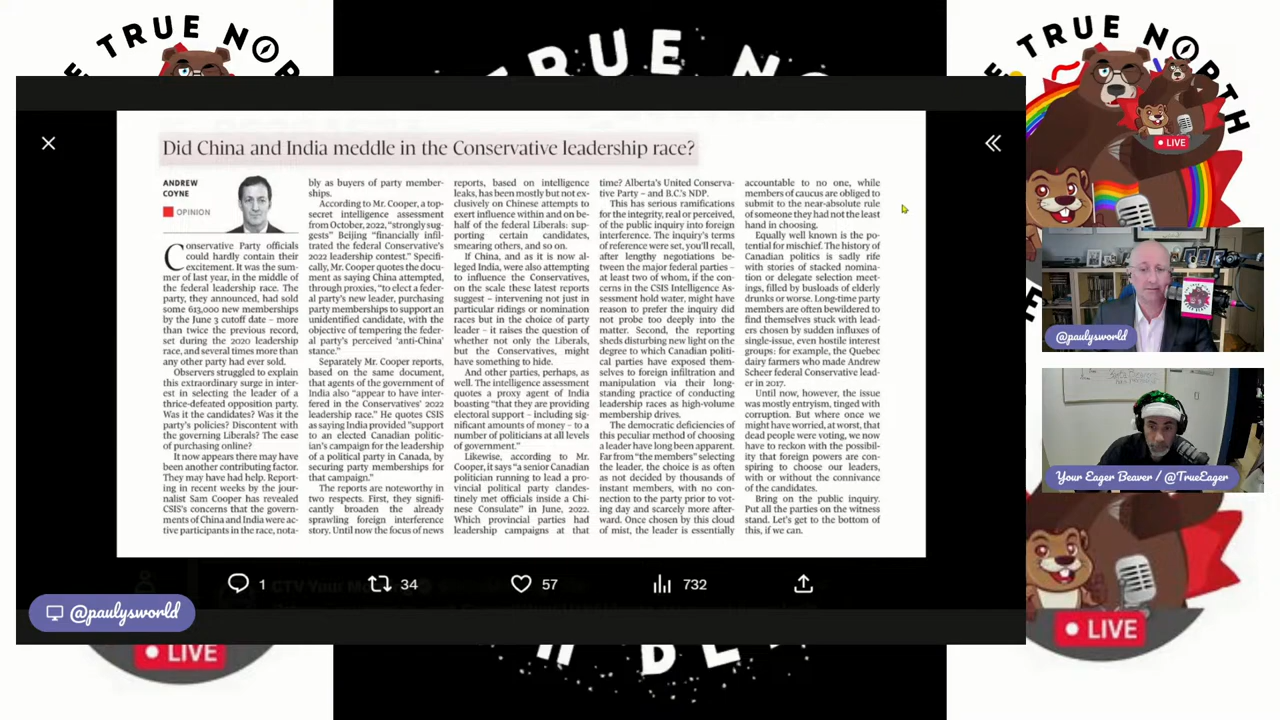 TRUE NO
E TRUE NORTH
LIVE
Did China and India meddle in the Conservative leadership race?
ANDREW
COYNE
OPINION
Conservative Party officials
could hardly contain their
excitement. It was the sum-
mer of last year, in the middle of
the federal leadership race. The
party, they announced, had sold
some 613,000 new memberships
by the June 3 cutoff date – more
than twice the previous record,
set during the 2020 leadership
race, and several times more than
any other party had ever sold.
Observers struggled to explain
this extraordinary surge in inter-
est in selecting the leader of a
thrice-defeated opposition party.
Was it the candidates? Was it the
party's policies? Discontent with
the governing Liberals? The ease
of purchasing online?
It now appears there may have
been another contributing factor.
They may have had help. Report-
ing in recent weeks by the jour-
nalist Sam Cooper has revealed
CSIS's concerns that the govern-
ments of China and India were ac-
tive participants in the race, nota-
bly as buyers of party member-
ships.
According to Mr. Cooper, a top-
secret intelligence assessment
from October, 2022, "strongly sug-
gests" Beijing "financially infil-
trated the federal Conservative's
2022 leadership contest." Specifi-
cally, Mr. Cooper quotes the docu-
ment as saying China attempted,
through proxies, "to elect a feder-
al party's new leader, purchasing
party memberships to support an
unidentified candidate, with the
objective of tempering the feder-
al party's perceived 'anti-China'
stance."
Separately Mr. Cooper reports,
based on the same document,
that agents of the government of
India also "appear to have inter-
fered in the Conservatives' 2022
leadership race." He quotes CSIS
as saying India provided "support
to an elected Canadian politic-
ian's campaign for the leadership
of a political party in Canada, by
securing party memberships for
that campaign."
The reports are noteworthy in
two respects. First, they signifi-
cantly broaden the already
sprawling foreign interference
story. Until now the focus of news
reports, based on intelligence
leaks, has been mostly but not ex-
clusively on Chinese attempts to
exert influence within and on be-
half of the federal Liberals: sup-
porting certain candidates,
smearing others, and so on.
If China, and as it is now al-
leged India, were also attempting
to influence the Conservatives,
on the scale these latest reports
suggest – intervening not just in
particular ridings or nomination
races but in the choice of party
leader – it raises the question of
whether not only the Liberals,
but the Conservatives, might
have something to hide.
And other parties, perhaps, as
well. The intelligence assessment
quotes a proxy agent of India
boasting "that they are providing
electoral support – including sig-
nificant amounts of money – to a
number of politicians at all levels
of government."
Likewise, according to Mr.
Cooper, it says "a senior Canadian
politician running to lead a pro-
vincial political party clandes-
tinely met officials inside a Chi-
nese Consulate" in June, 2022.
Which provincial parties had
leadership campaigns at that
time? Alberta's United Conserva-
tive Party – and B.C.'s NDP.
This has serious ramifications
for the integrity, real or perceived,
of the public inquiry into foreign
interference. The inquiry's terms
of reference were set, you'll recall,
after lengthy negotiations be-
tween the major federal parties –
at least two of whom, if the con-
cerns in the CSIS Intelligence As-
sessment hold water, might have
reason to prefer the inquiry did
not probe too deeply into the
matter. Second, the reporting
sheds disturbing new light on the
degree to which Canadian politi-
cal parties have exposed them-
selves to foreign infiltration and
manipulation via their long-
standing practice of conducting
leadership races as high-volume
membership drives.
The democratic deficiencies of
this peculiar method of choosing
a leader have long been apparent.
Far from "the members" selecting
the leader, the choice is as often
as not decided by thousands of
instant members, with no con-
nection to the party prior to vot-
ing day and scarcely more after-
ward. Once chosen by this cloud
of mist, the leader is essentially
accountable to no one, while
members of caucus are obliged to
submit to the near-absolute rule
of someone they had not the least
hand in choosing.
Equally well known is the po-
tential for mischief. The history of
Canadian politics is sadly rife
with stories of stacked nomina-
tion or delegate selection meet-
ings, filled by busloads of elderly
drunks or worse. Long-time party
members are often bewildered to
find themselves stuck with lead-
ers chosen by sudden influxes of
single-issue, even hostile interest
groups: for example, the Quebec
dairy farmers who made Andrew
Scheer federal Conservative lead-
er in 2017.
Until now, however, the issue
was mostly entryism, tinged with
corruption. But where once we
might have worried, at worst, that
dead people were voting, we now
have to reckon with the possibil-
ity that foreign powers are con-
spiring to choose our leaders,
with or without the connivance
of the candidates.
Bring on the public inquiry.
Put all the parties on the witness
stand. Let's get to the bottom of
this, if we can.
1 34 57 732
@paulysworld
@paulysworld
Your Eager Beaver / @TrueEager
LIVE
LIVE